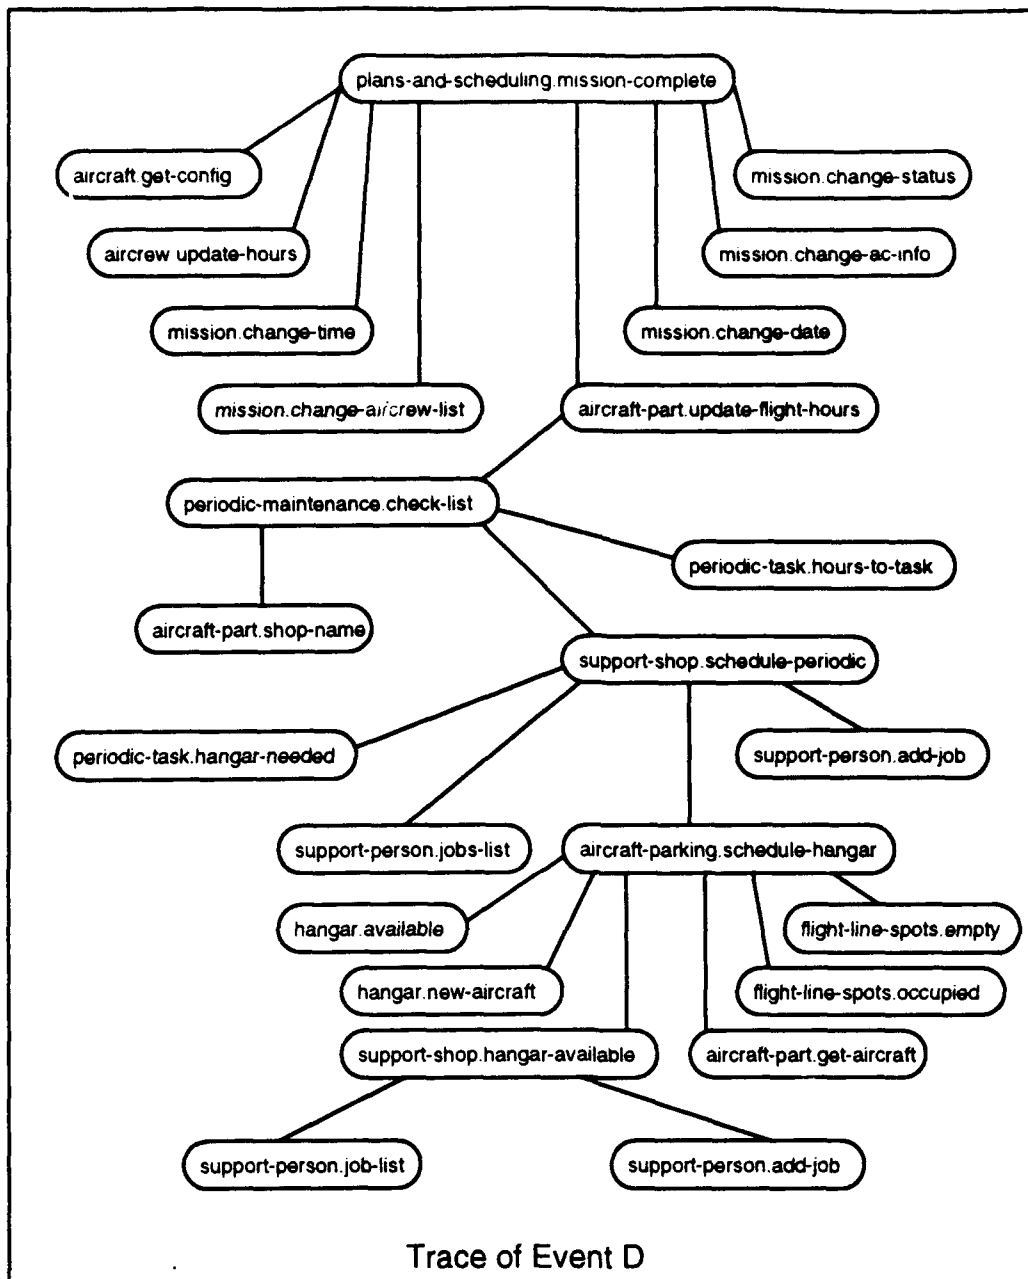 plans-and-scheduling.mission-complete
aircraft.get-config
mission.change-status
aircrew update-hours
mission.change-ac-info
mission.change-time
mission.change-date
mission.change-aircrew-list
aircraft-part.update-flight-hours
periodic-maintenance.check-list
periodic-task.hours-to-task
aircraft-part.shop-name
support-shop.schedule-periodic
periodic-task.hangar-needed
support-person.add-job
support-person.jobs-list
aircraft-parking.schedule-hangar
hangar.available
flight-line-spots.empty
hangar.new-aircraft
flight-line-spots.occupied
support-shop.hangar-available
aircraft-part.get-aircraft
support-person.job-list
support-person.add-job
Trace of Event D